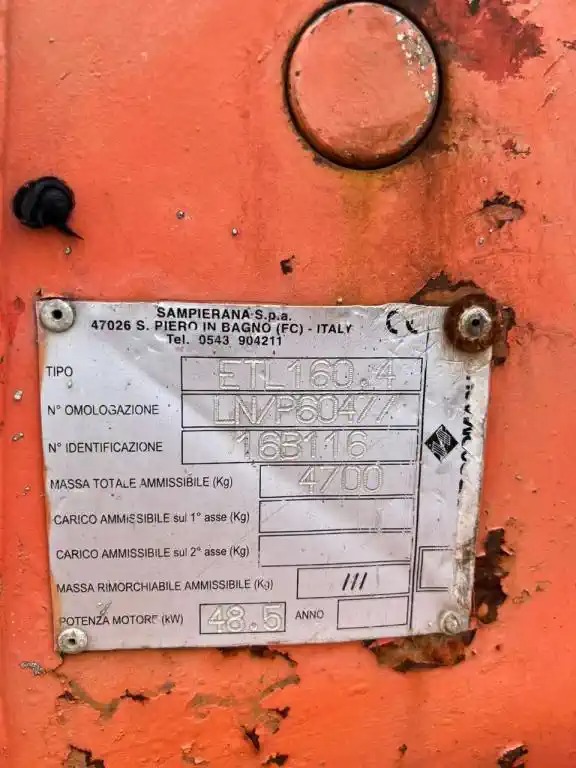 SAMPIERANA S.p.a.
47026 S. PIERO IN BAGNO (FC) - ITALY
Tel. 0543 904211
CE
TIPO ETL160.4
N° OMOLOGAZIONE LN/P604//
N° IDENTIFICAZIONE 16B116
MASSA TOTALE AMMISSIBILE (Kg) 4700
CARICO AMMISSIBILE sul 1° asse (Kg)
CARICO AMMISSIBILE sul 2° asse (Kg)
MASSA RIMORCHIABILE AMMISSIBILE (Kg) ///
POTENZA MOTORE (kW) 48.5 ANNO